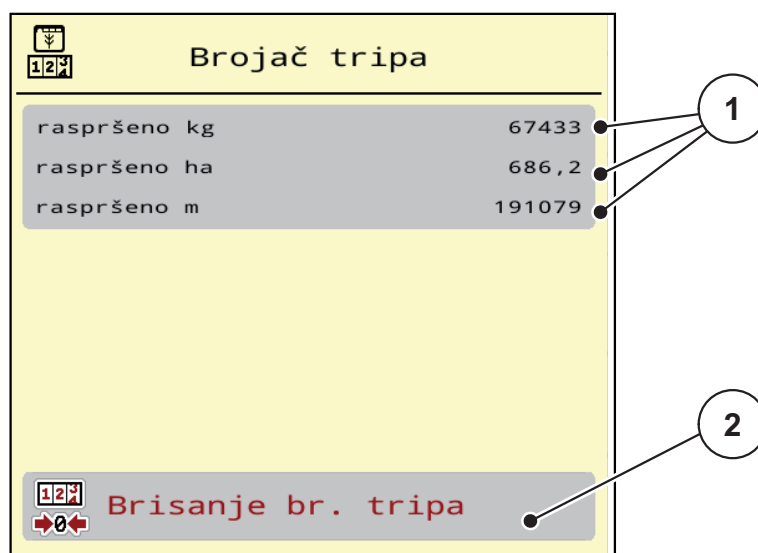 Brojač tripa
raspršeno kg 67433
raspršeno ha 686,2
raspršeno m 191079
1
2
Brisanje br. tripa